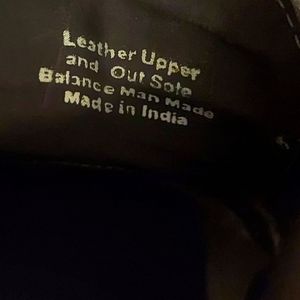 Leather Upper
and Out Sole
Balance Man Made
Made in India